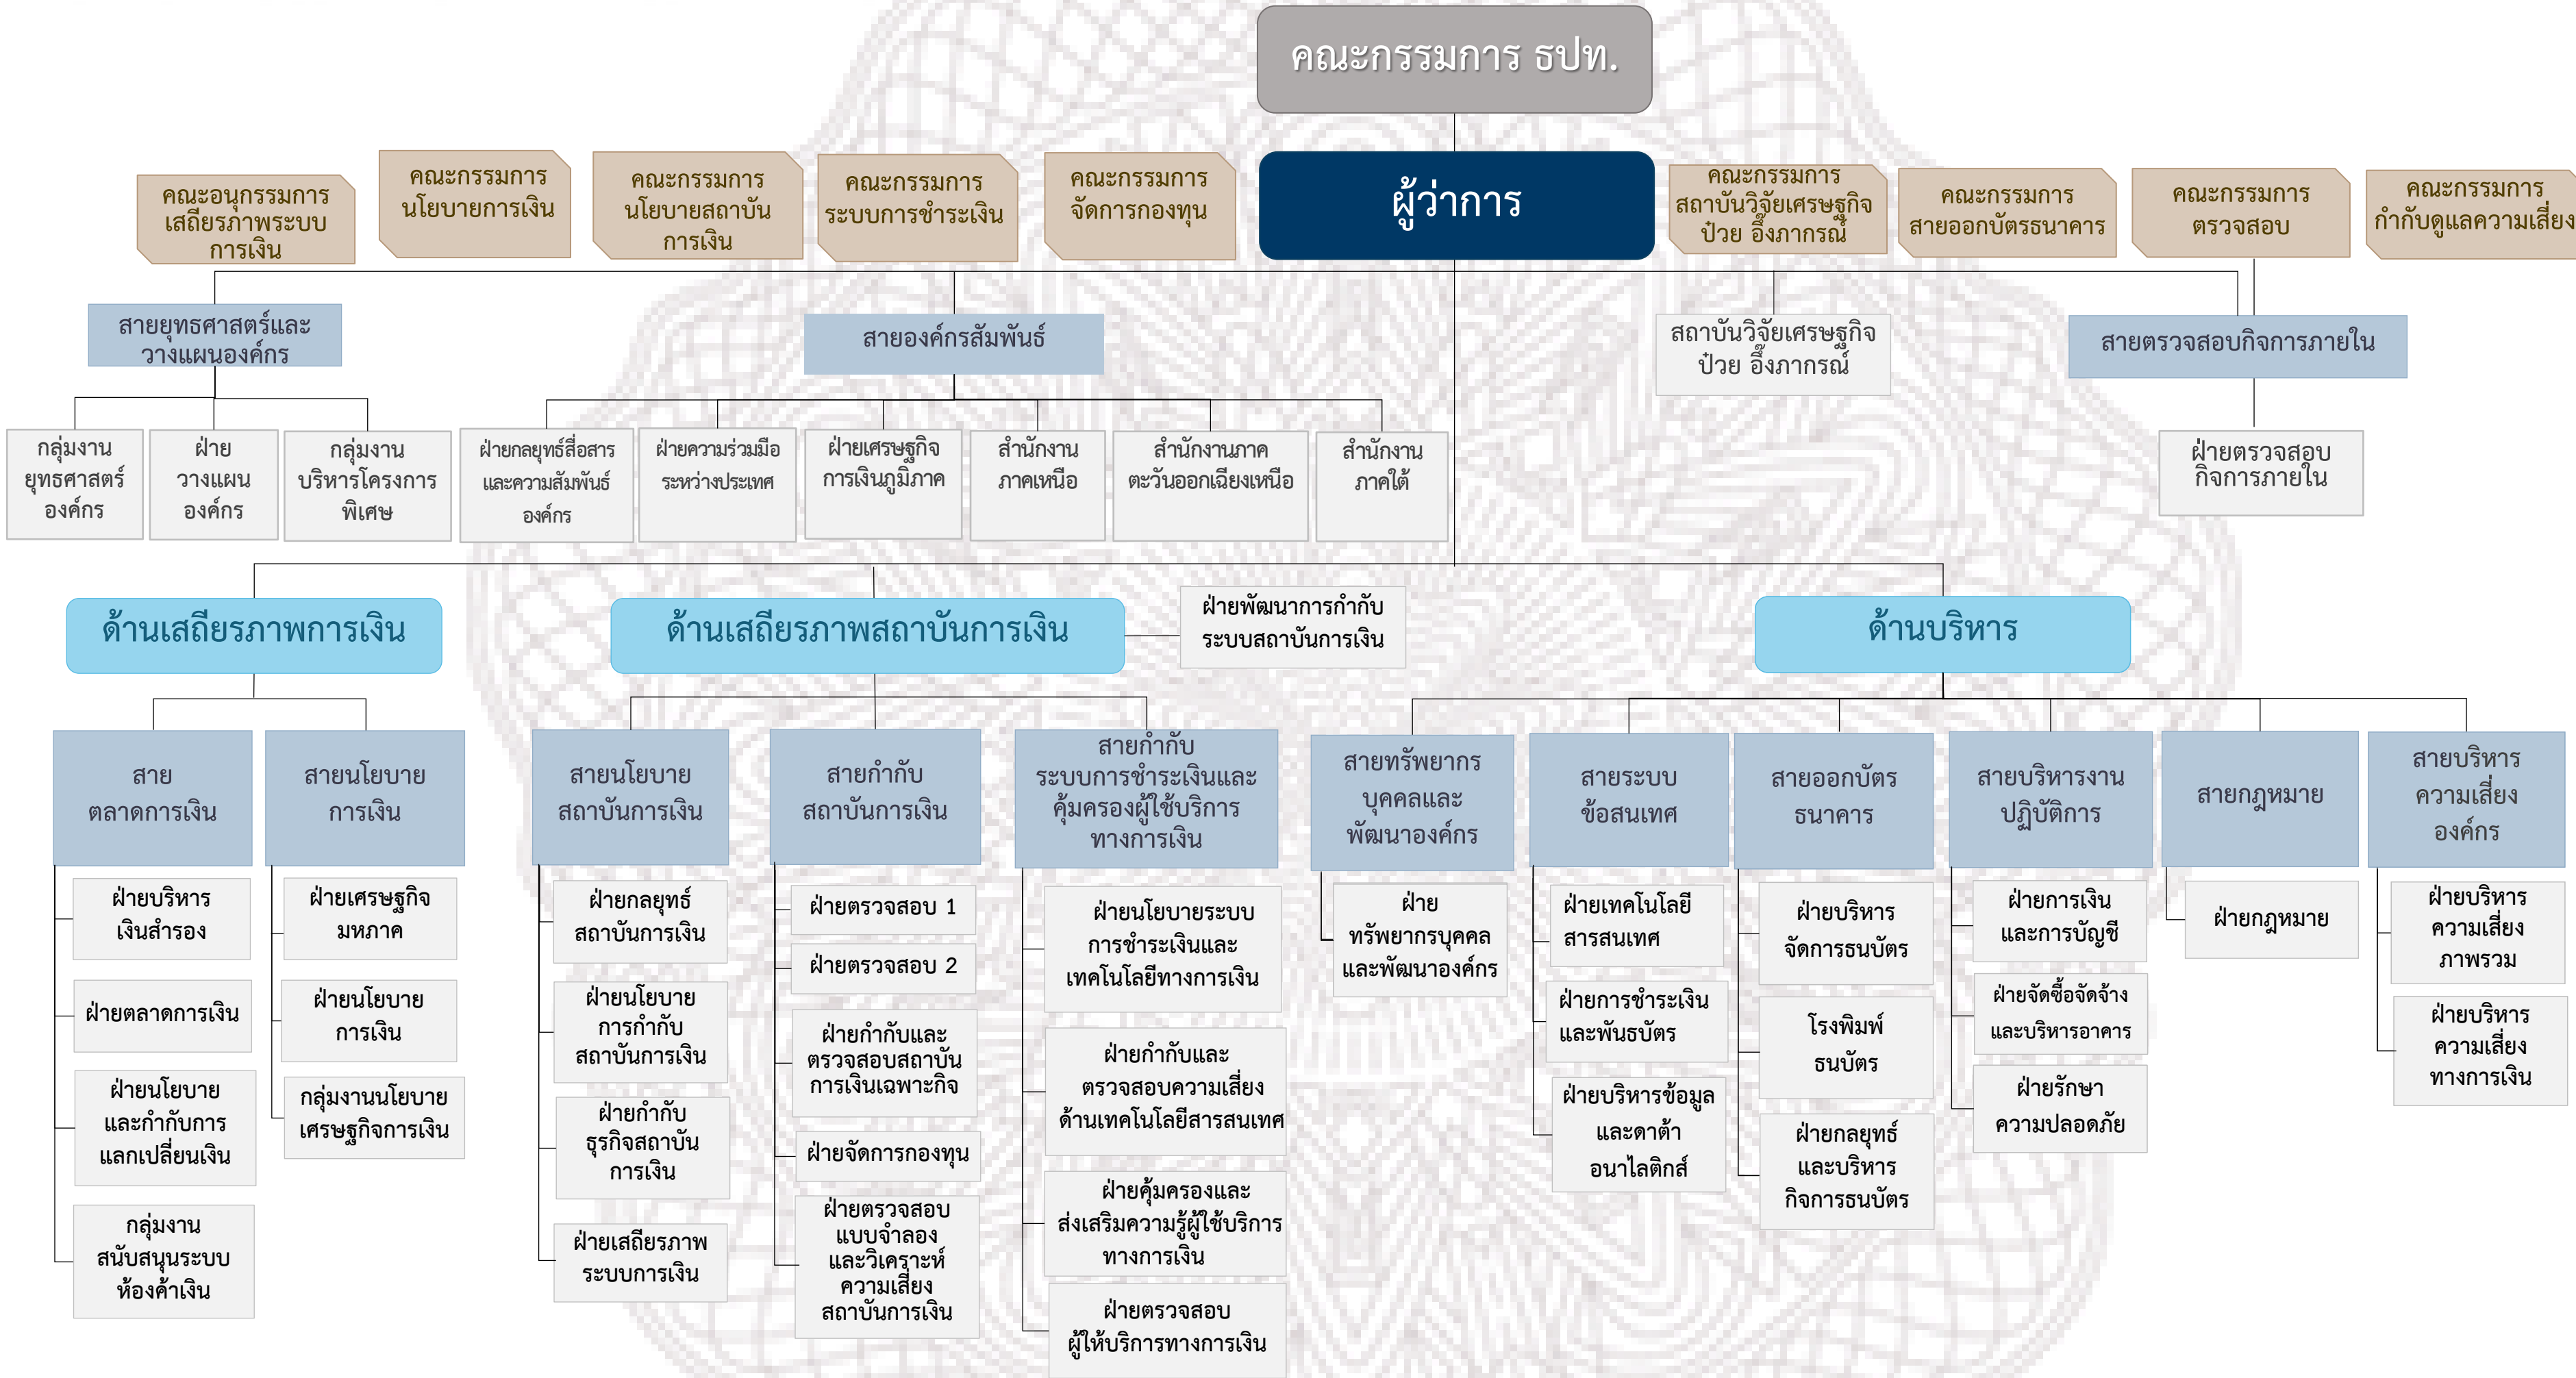 คณะกรรมการ ธปท.
คณะอนุกรรมการ
เสถียรภาพระบบ
การเงิน
คณะกรรมการ
นโยบายการเงิน
คณะกรรมการ
นโยบายสถาบัน
การเงิน
คณะกรรมการ
ระบบการชำระเงิน
คณะกรรมการ
จัดการกองทุน
ผู้ว่าการ
คณะกรรมการ
สถาบันวิจัยเศรษฐกิจ
ป๋วย อึ๊งภากรณ์
คณะกรรมการ
สายออกบัตรธนาคาร
คณะกรรมการ
ตรวจสอบ
คณะกรรมการ
กำกับดูแลความเสี่ยง
สายยุทธศาสตร์และ
วางแผนองค์กร
สายองค์กรสัมพันธ์
สถาบันวิจัยเศรษฐกิจ
ป๋วย อึ๊งภากรณ์
สายตรวจสอบกิจการภายใน
กลุ่มงาน
ยุทธศาสตร์
องค์กร
ฝ่าย
วางแผน
องค์กร
กลุ่มงาน
บริหารโครงการ
พิเศษ
ฝ่ายกลยุทธ์สื่อสาร
และความสัมพันธ์
องค์กร
ฝ่ายความร่วมมือ
ระหว่างประเทศ
ฝ่ายเศรษฐกิจ
การเงินภูมิภาค
สำนักงาน
ภาคเหนือ
สำนักงานภาค
ตะวันออกเฉียงเหนือ
สำนักงาน
ภาคใต้
ฝ่ายตรวจสอบ
กิจการภายใน
ด้านเสถียรภาพการเงิน
ด้านเสถียรภาพสถาบันการเงิน
ฝ่ายพัฒนาการกำกับ
ระบบสถาบันการเงิน
ด้านบริหาร
สาย
ตลาดการเงิน
สายนโยบาย
การเงิน
สายนโยบาย
สถาบันการเงิน
สายกำกับ
สถาบันการเงิน
สายกำกับ
ระบบการชำระเงินและ
คุ้มครองผู้ใช้บริการ
ทางการเงิน
สายทรัพยากร
บุคคลและ
พัฒนาองค์กร
สายระบบ
ข้อสนเทศ
สายออกบัตร
ธนาคาร
สายบริหารงาน
ปฏิบัติการ
สายกฎหมาย
สายบริหาร
ความเสี่ยง
องค์กร
ฝ่ายบริหาร
เงินสำรอง
ฝ่ายตลาดการเงิน
ฝ่ายนโยบาย
และกำกับการ
แลกเปลี่ยนเงิน
กลุ่มงาน
สนับสนุนระบบ
ห้องค้าเงิน
ฝ่ายเศรษฐกิจ
มหภาค
ฝ่ายนโยบาย
การเงิน
กลุ่มงานนโยบาย
เศรษฐกิจการเงิน
ฝ่ายกลยุทธ์
สถาบันการเงิน
ฝ่ายนโยบาย
การกำกับ
สถาบันการเงิน
ฝ่ายกำกับ
ธุรกิจสถาบัน
การเงิน
ฝ่ายเสถียรภาพ
ระบบการเงิน
ฝ่ายตรวจสอบ 1
ฝ่ายตรวจสอบ 2
ฝ่ายกำกับและ
ตรวจสอบสถาบัน
การเงินเฉพาะกิจ
ฝ่ายจัดการกองทุน
ฝ่ายตรวจสอบ
แบบจำลอง
และวิเคราะห์
ความเสี่ยง
สถาบันการเงิน
ฝ่ายนโยบายระบบ
การชำระเงินและ
เทคโนโลยีทางการเงิน
ฝ่ายกำกับและ
ตรวจสอบความเสี่ยง
ด้านเทคโนโลยีสารสนเทศ
ฝ่ายคุ้มครองและ
ส่งเสริมความรู้ผู้ใช้บริการ
ทางการเงิน
ฝ่ายตรวจสอบ
ผู้ให้บริการทางการเงิน
ฝ่าย
ทรัพยากรบุคคล
และพัฒนาองค์กร
ฝ่ายเทคโนโลยี
สารสนเทศ
ฝ่ายการชำระเงิน
และพันธบัตร
ฝ่ายบริหารข้อมูล
และดาต้า
อนาไลติกส์
ฝ่ายบริหาร
จัดการธนบัตร
โรงพิมพ์
ธนบัตร
ฝ่ายกลยุทธ์
และบริหาร
กิจการธนบัตร
ฝ่ายการเงิน
และการบัญชี
ฝ่ายจัดซื้อจัดจ้าง
และบริหารอาคาร
ฝ่ายรักษา
ความปลอดภัย
ฝ่ายกฎหมาย
ฝ่ายบริหาร
ความเสี่ยง
ภาพรวม
ฝ่ายบริหาร
ความเสี่ยง
ทางการเงิน